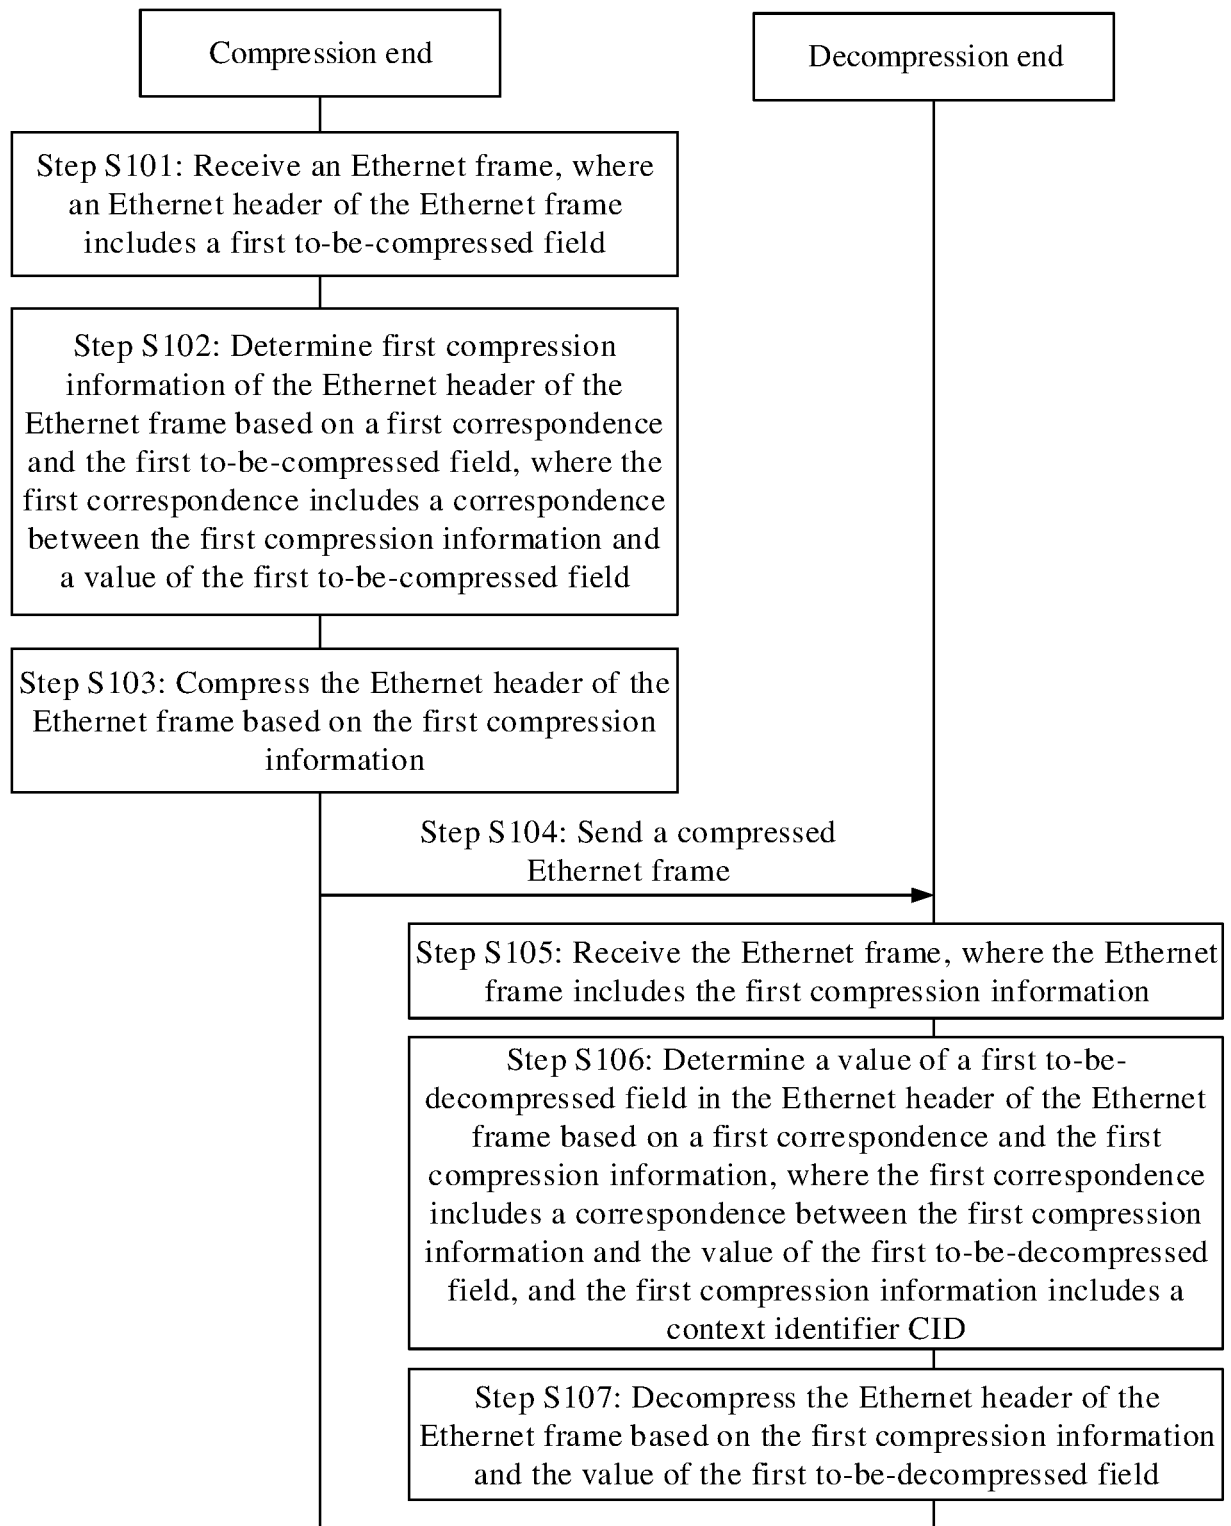 Compression end
Decompression end
Step S101: Receive an Ethernet frame, where
an Ethernet header of the Ethernet frame
includes a first to-be-compressed field
Step S102: Determine first compression
information of the Ethernet header of the
Ethernet frame based on a first correspondence
and the first to-be-compressed field, where the
first correspondence includes a correspondence
between the first compression information and
a value of the first to-be-compressed field
Step S103: Compress the Ethernet header of the
Ethernet frame based on the first compression
information
Step S104: Send a compressed
Ethernet frame
Step S105: Receive the Ethernet frame, where the Ethernet
frame includes the first compression information
Step S106: Determine a value of a first to-be-
decompressed field in the Ethernet header of the Ethernet
frame based on a first correspondence and the first
compression information, where the first correspondence
includes a correspondence between the first compression
information and the value of the first to-be-decompressed
field, and the first compression information includes a
context identifier CID
Step S107: Decompress the Ethernet header of the
Ethernet frame based on the first compression information
and the value of the first to-be-decompressed field